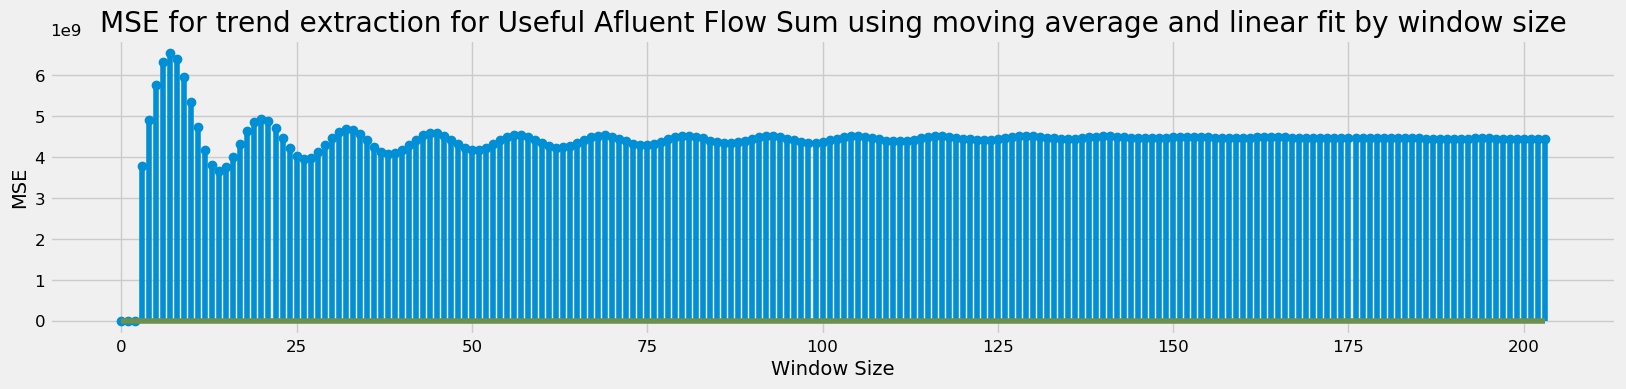 MSE for trend extraction for Useful Afluent Flow Sum using moving average and linear fit by window size
1e9
6
5
4
3
2
1
0
MSE
0 25 50 75 100 125 150 175 200
Window Size